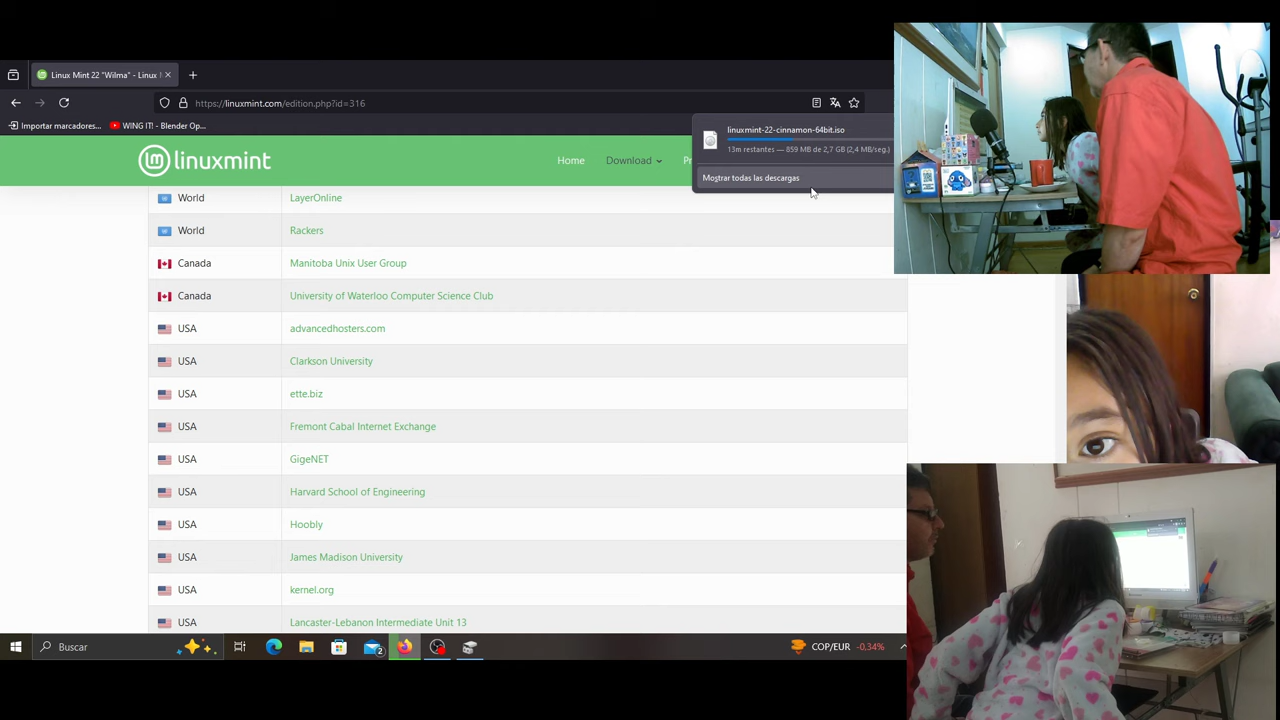 Linux Mint 22 "Wilma" - Linux
https://linuxmint.com/edition.php?id=316
Importar marcadores...
WING IT! - Blender Op...
linuxmint-22-cinnamon-64bit.iso
13m restantes — 859 MB de 2,7 GB (2,4 MB/seg.)
Mostrar todas las descargas
linuxmint
Home
Download
World LayerOnline
World Rackers
Canada Manitoba Unix User Group
Canada University of Waterloo Computer Science Club
USA advancedhosters.com
USA Clarkson University
USA ette.biz
USA Fremont Cabal Internet Exchange
USA GigeNET
USA Harvard School of Engineering
USA Hoobly
USA James Madison University
USA kernel.org
USA Lancaster-Lebanon Intermediate Unit 13
Buscar
2
COP/EUR -0,34%